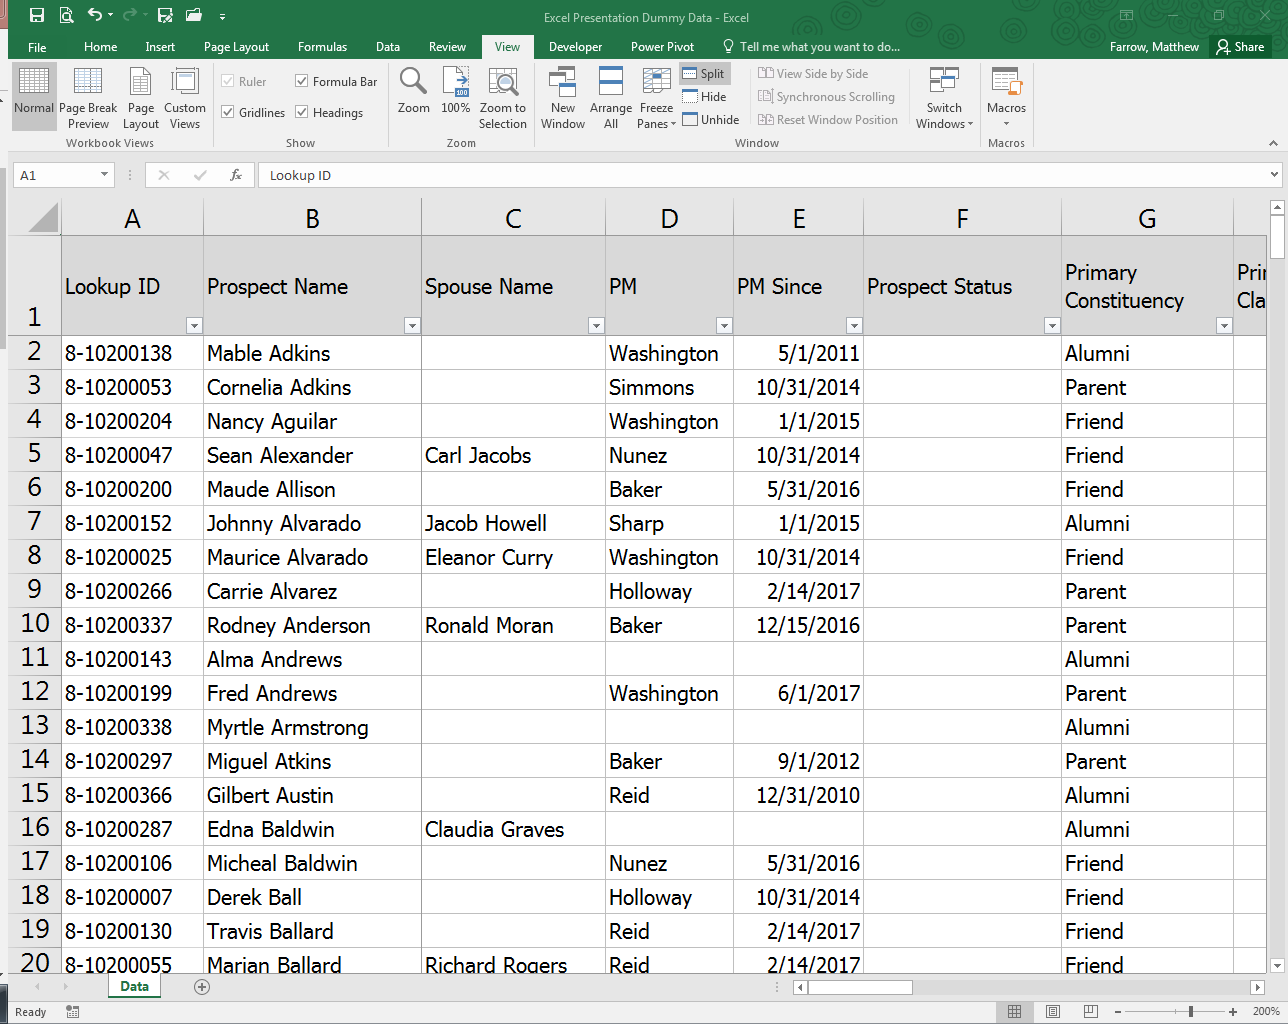 Excel Presentation Dummy Data - Excel
File Home Insert Page Layout Formulas Data Review View Developer Power Pivot Tell me what you want to do... Farrow, Matthew Share
Normal
Page Break Preview
Page Layout
Custom Views
Workbook Views
Ruler
Formula Bar
Gridlines
Headings
Show
Zoom
100%
Zoom to Selection
Zoom
New Window
Arrange All
Freeze Panes
Split
Hide
Unhide
View Side by Side
Synchronous Scrolling
Reset Window Position
Window
Switch Windows
Macros
Macros
A1 fx Lookup ID
A B C D E F G
1 Lookup ID Prospect Name Spouse Name PM PM Since Prospect Status Primary Constituency
2 8-10200138 Mable Adkins Washington 5/1/2011 Alumni
3 8-10200053 Cornelia Adkins Simmons 10/31/2014 Parent
4 8-10200204 Nancy Aguilar Washington 1/1/2015 Friend
5 8-10200047 Sean Alexander Carl Jacobs Nunez 10/31/2014 Friend
6 8-10200200 Maude Allison Baker 5/31/2016 Friend
7 8-10200152 Johnny Alvarado Jacob Howell Sharp 1/1/2015 Alumni
8 8-10200025 Maurice Alvarado Eleanor Curry Washington 10/31/2014 Friend
9 8-10200266 Carrie Alvarez Holloway 2/14/2017 Parent
10 8-10200337 Rodney Anderson Ronald Moran Baker 12/15/2016 Parent
11 8-10200143 Alma Andrews Alumni
12 8-10200199 Fred Andrews Washington 6/1/2017 Parent
13 8-10200338 Myrtle Armstrong Alumni
14 8-10200297 Miguel Atkins Baker 9/1/2012 Parent
15 8-10200366 Gilbert Austin Reid 12/31/2010 Alumni
16 8-10200287 Edna Baldwin Claudia Graves Alumni
17 8-10200106 Micheal Baldwin Nunez 5/31/2016 Friend
18 8-10200007 Derek Ball Holloway 10/31/2014 Friend
19 8-10200130 Travis Ballard Reid 2/14/2017 Friend
20 8-10200055 Marian Ballard Richard Rogers Reid 2/14/2017 Friend
Data
Ready 200%